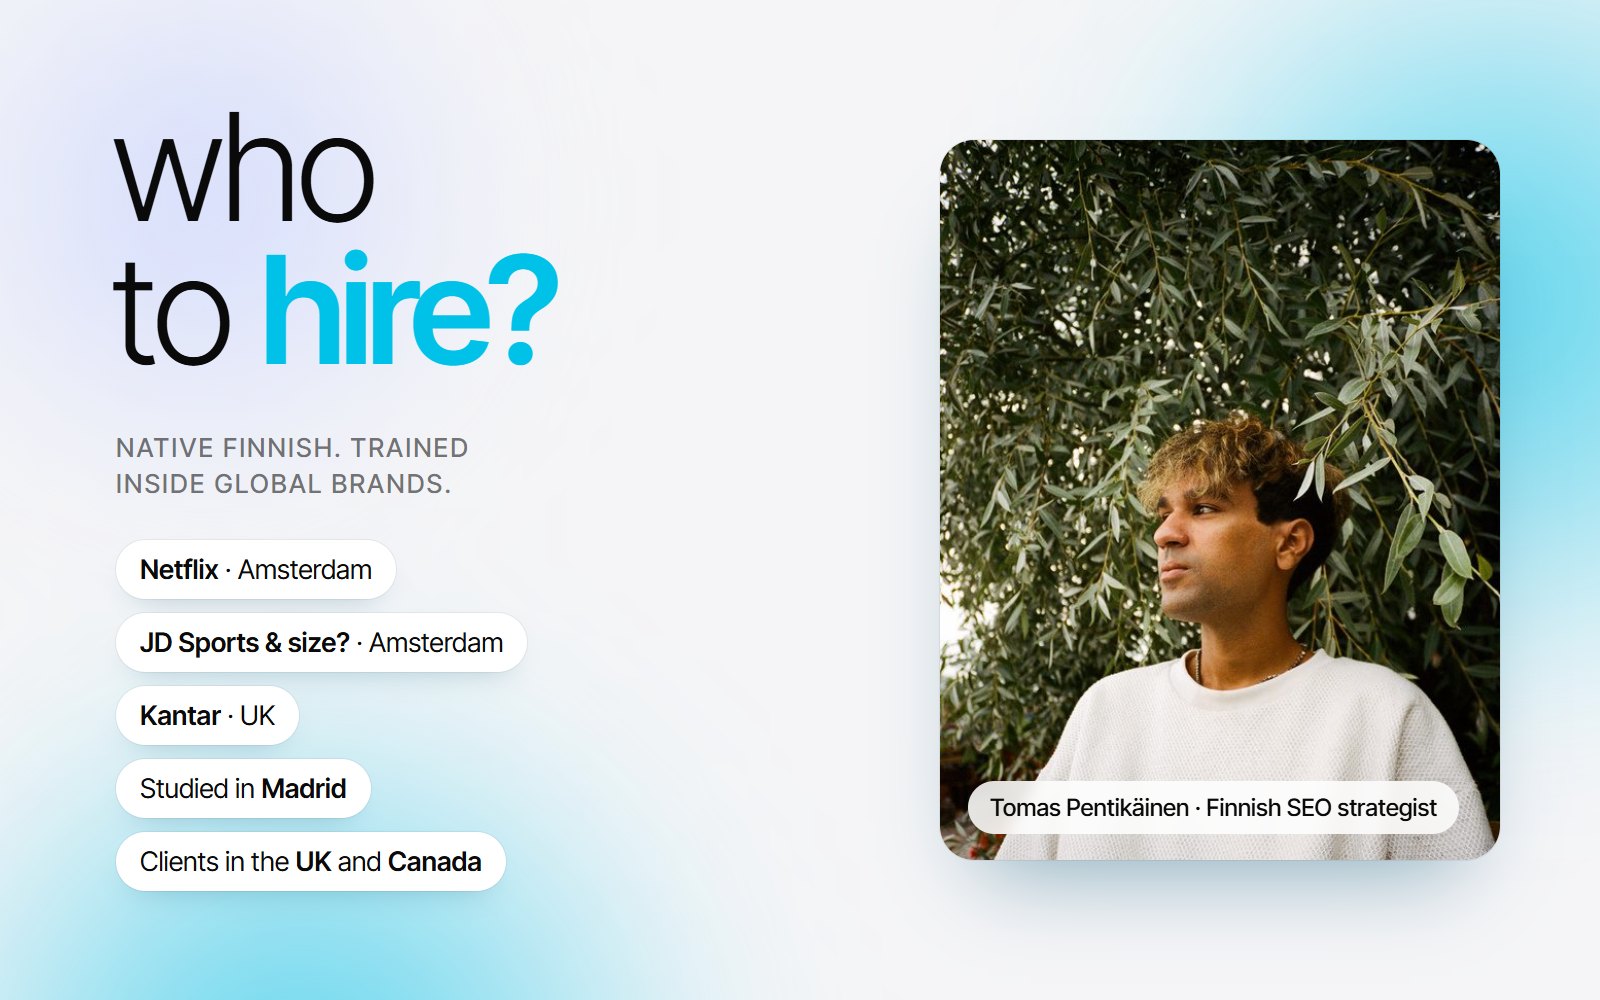 who
to hire?
NATIVE FINNISH. TRAINED
INSIDE GLOBAL BRANDS.
Netflix · Amsterdam
JD Sports & size? · Amsterdam
Kantar · UK
Studied in Madrid
Clients in the UK and Canada
Tomas Pentikäinen · Finnish SEO strategist